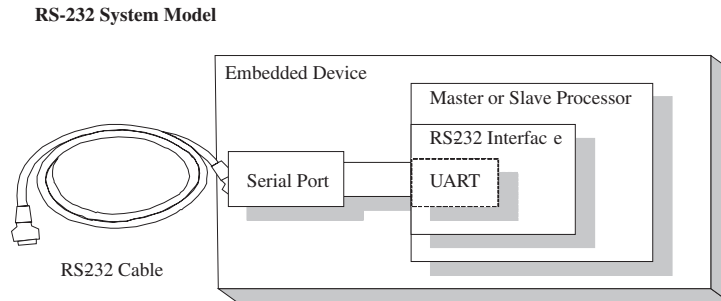 RS-232 System Model
Embedded Device
Master or Slave Processor
RS232 Interfac e
Serial Port
UART
RS232 Cable